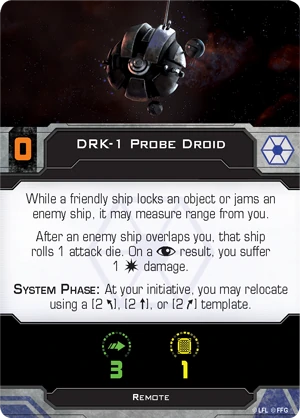 0
DRK-1 PROBE DROID
While a friendly ship locks an object or jams an
enemy ship, it may measure range from you.
After an enemy ship overlaps you, that ship
rolls 1 attack die. On a result, you suffer
1 damage.
SYSTEM PHASE: At your initiative, you may relocate
using a (2 ↰), (2 ↑), or (2 ↱) template.
3 1
REMOTE
©LFL ©FFG